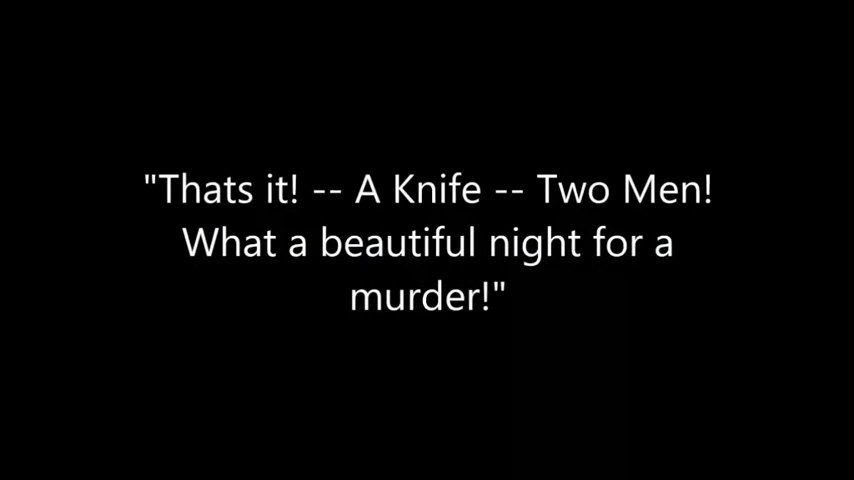 "Thats it! -- A Knife -- Two Men!
What a beautiful night for a
murder!"